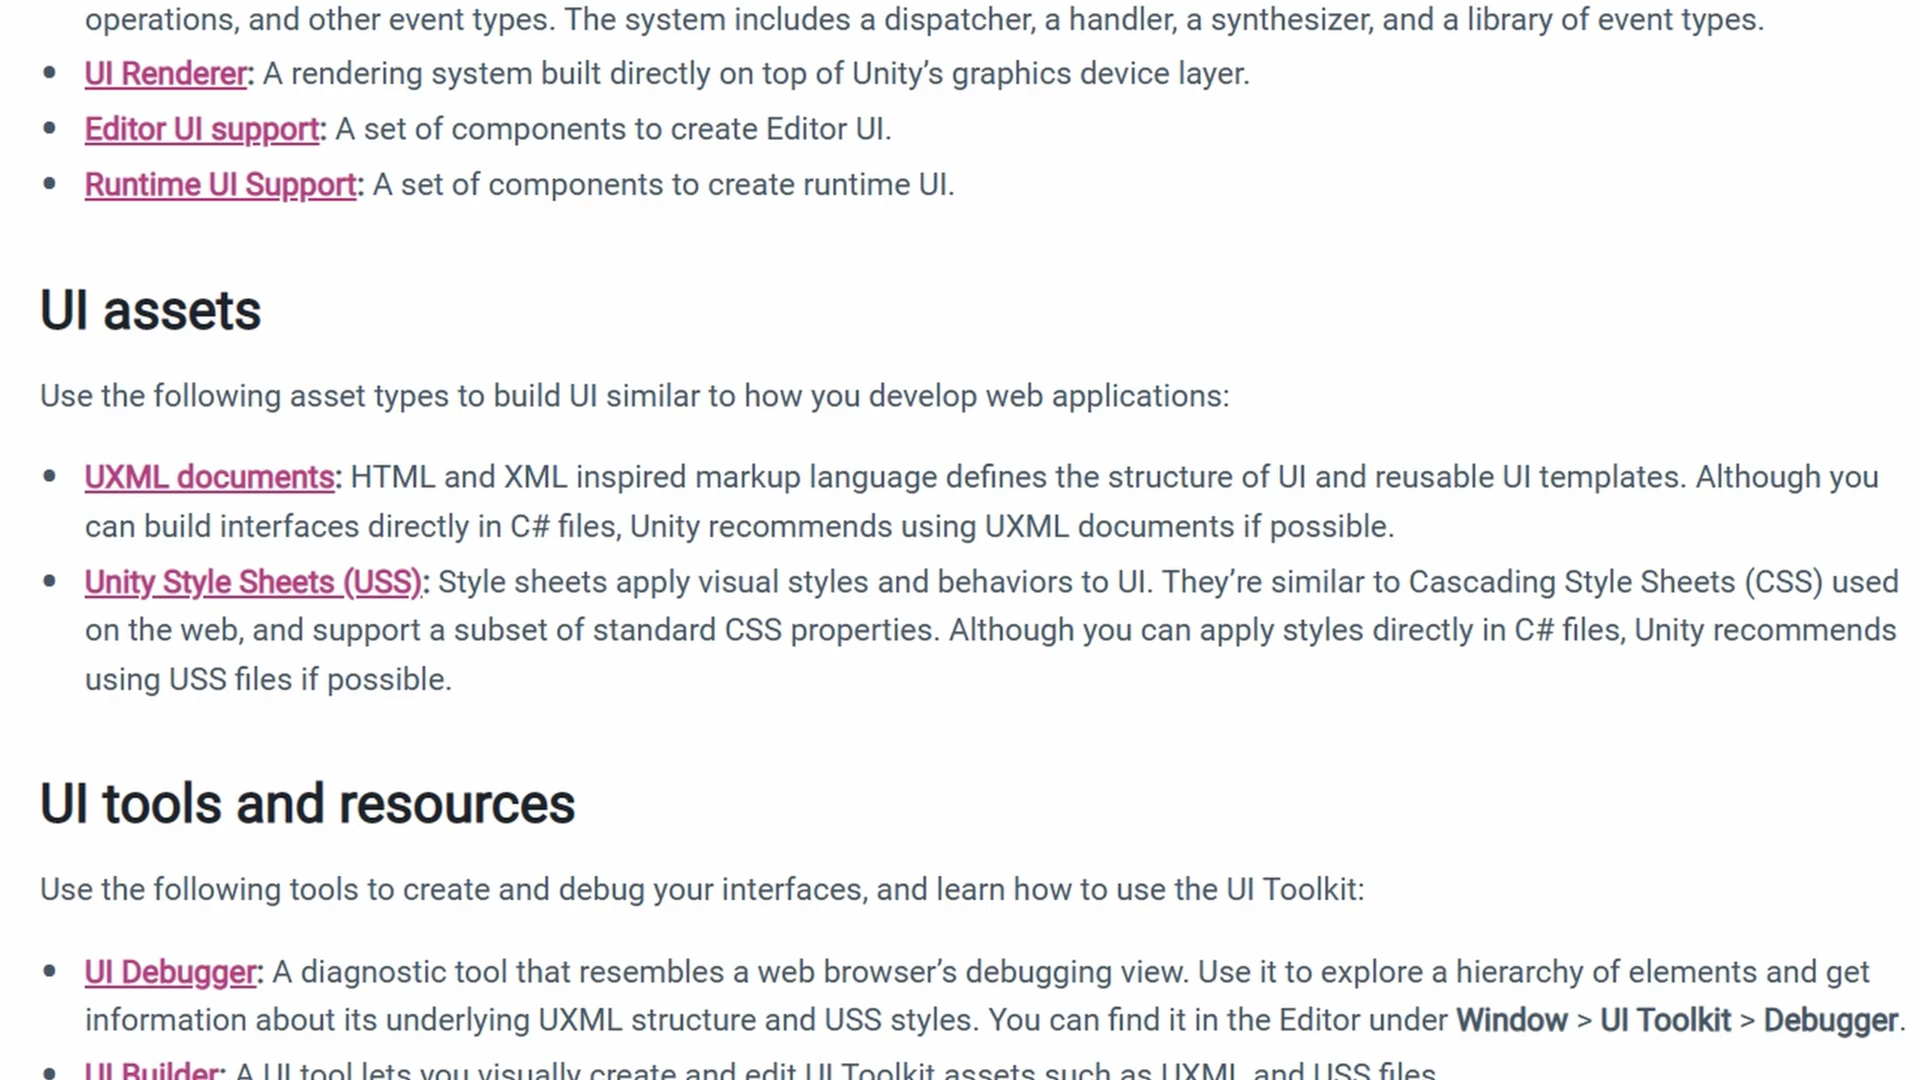 operations, and other event types. The system includes a dispatcher, a handler, a synthesizer, and a library of event types.
• UI Renderer: A rendering system built directly on top of Unity’s graphics device layer.
• Editor UI support: A set of components to create Editor UI.
• Runtime UI Support: A set of components to create runtime UI.
UI assets
Use the following asset types to build UI similar to how you develop web applications:
• UXML documents: HTML and XML inspired markup language defines the structure of UI and reusable UI templates. Although you
can build interfaces directly in C# files, Unity recommends using UXML documents if possible.
• Unity Style Sheets (USS): Style sheets apply visual styles and behaviors to UI. They’re similar to Cascading Style Sheets (CSS) used
on the web, and support a subset of standard CSS properties. Although you can apply styles directly in C# files, Unity recommends
using USS files if possible.
UI tools and resources
Use the following tools to create and debug your interfaces, and learn how to use the UI Toolkit:
• UI Debugger: A diagnostic tool that resembles a web browser’s debugging view. Use it to explore a hierarchy of elements and get
information about its underlying UXML structure and USS styles. You can find it in the Editor under Window > UI Toolkit > Debugger.
• UI Builder: A UI tool lets you visually create and edit UI Toolkit assets such as UXML and USS files.